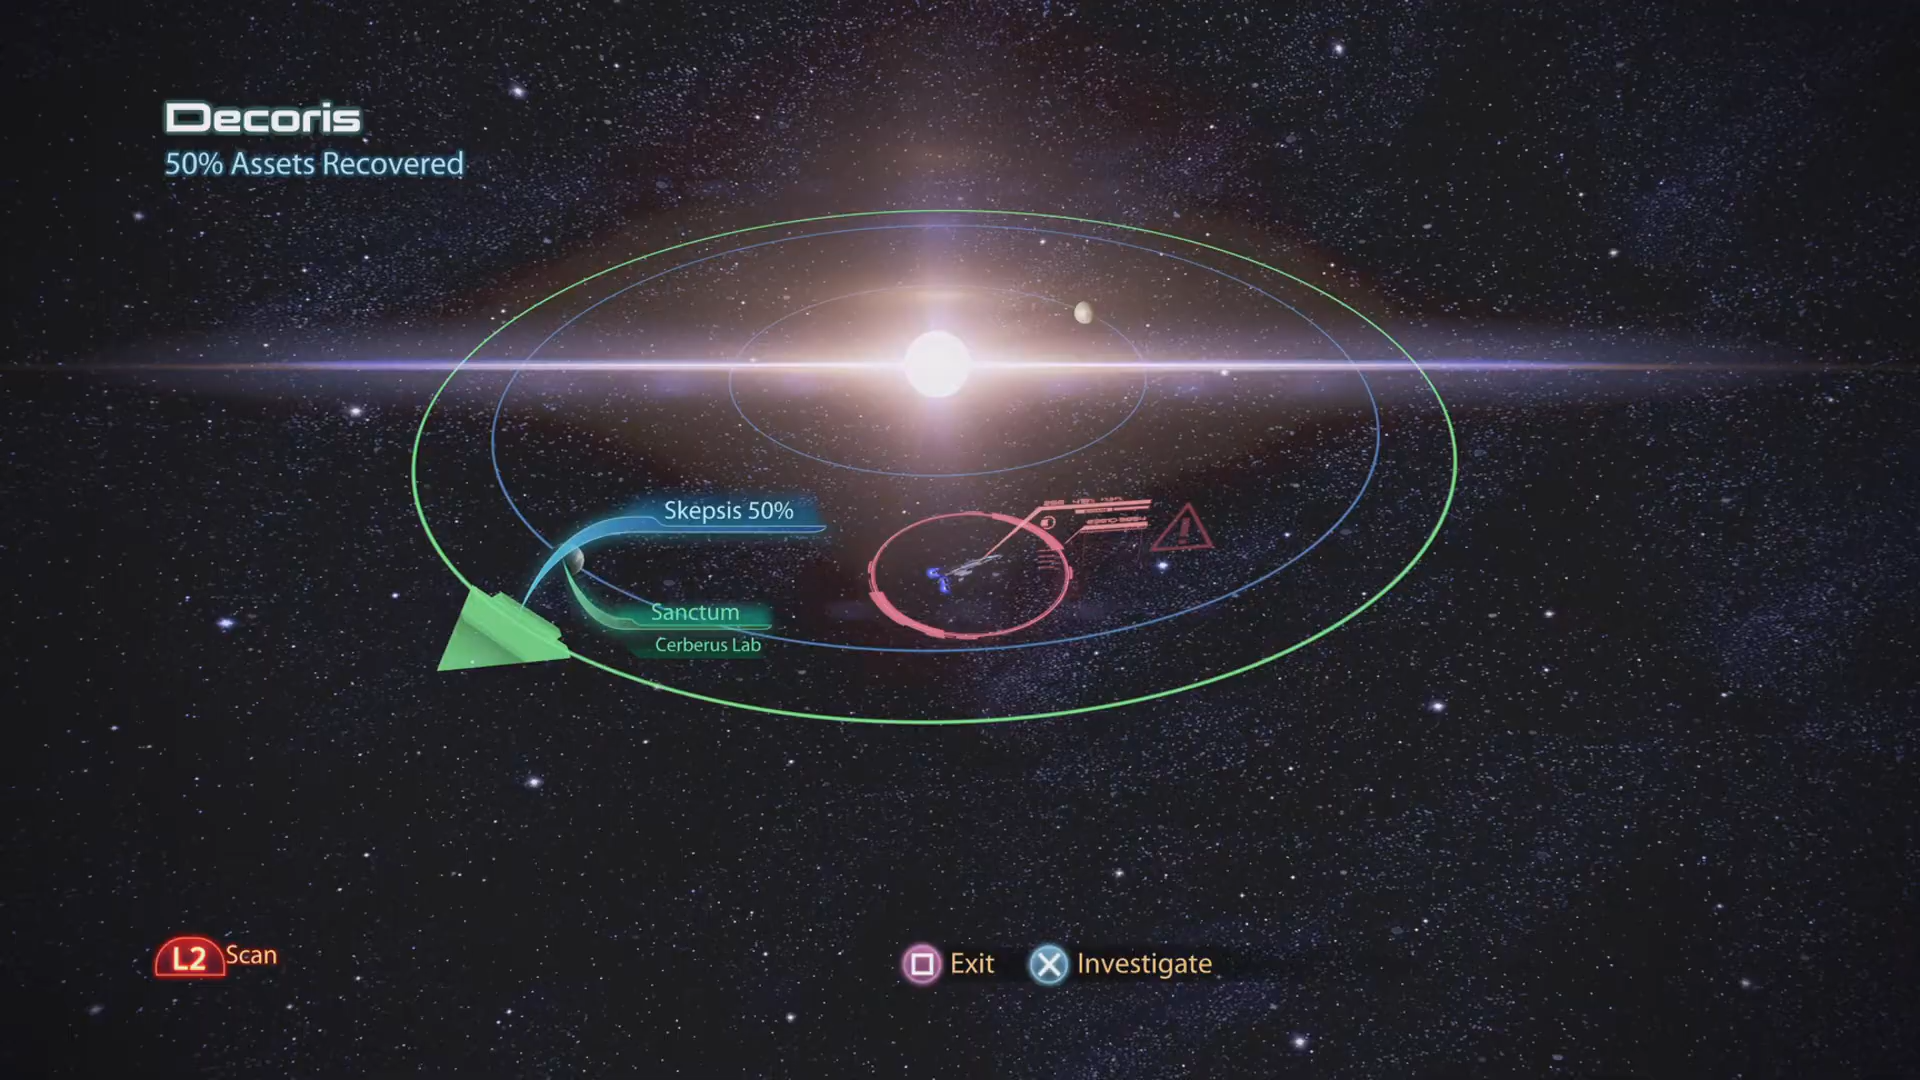 Decoris
50% Assets Recovered
Skepsis 50%
Sanctum
Cerberus Lab
L2 Scan
Exit
Investigate